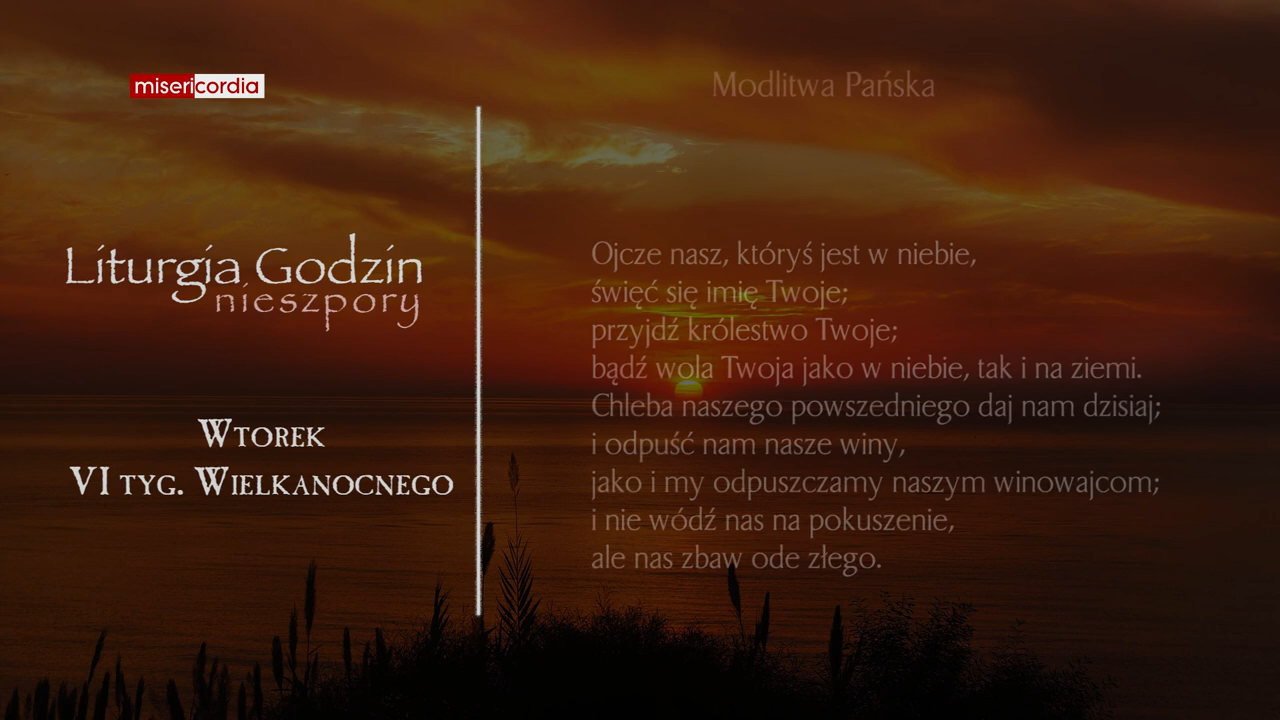 misericordia
Liturgia Godzin
nieszpory
Wtorek
VI tyg. Wielkanocnego
Modlitwa Pańska
Ojcze nasz, któryś jest w niebie,
święć się imię Twoje;
przyjdź królestwo Twoje;
bądź wola Twoja jako w niebie, tak i na ziemi.
Chleba naszego powszedniego daj nam dzisiaj;
i odpuść nam nasze winy,
jako i my odpuszczamy naszym winowajcom;
i nie wódź nas na pokuszenie,
ale nas zbaw ode złego.